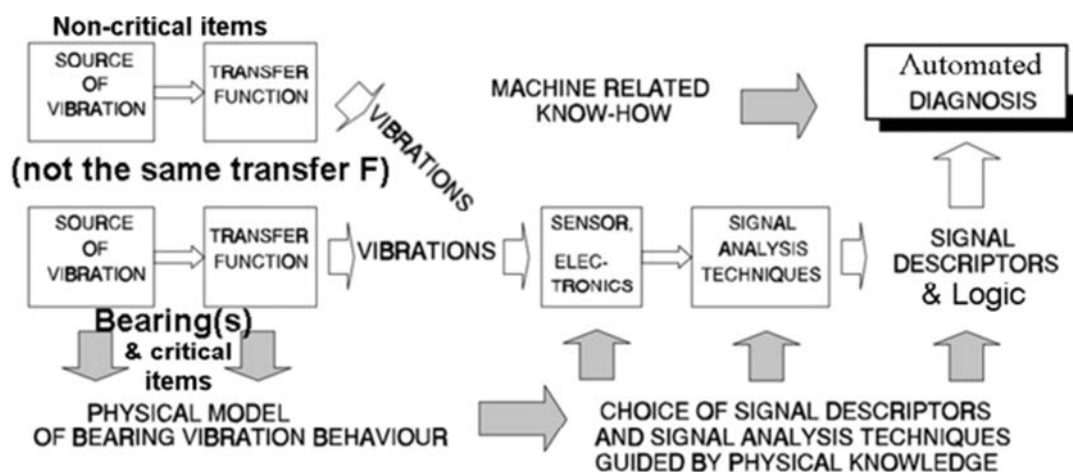 Non-critical items
SOURCE
OF
VIBRATION
TRANSFER
FUNCTION
VIBRATIONS
MACHINE RELATED
KNOW-HOW
Automated
DIAGNOSIS
(not the same transfer F)
SOURCE
OF
VIBRATION
TRANSFER
FUNCTION
VIBRATIONS
SENSOR,
ELEC-
TRONICS
SIGNAL
ANALYSIS
TECHNIQUES
SIGNAL
DESCRIPTORS
& Logic
Bearing(s)
& critical
items
PHYSICAL MODEL
OF BEARING VIBRATION BEHAVIOUR
CHOICE OF SIGNAL DESCRIPTORS
AND SIGNAL ANALYSIS TECHNIQUES
GUIDED BY PHYSICAL KNOWLEDGE